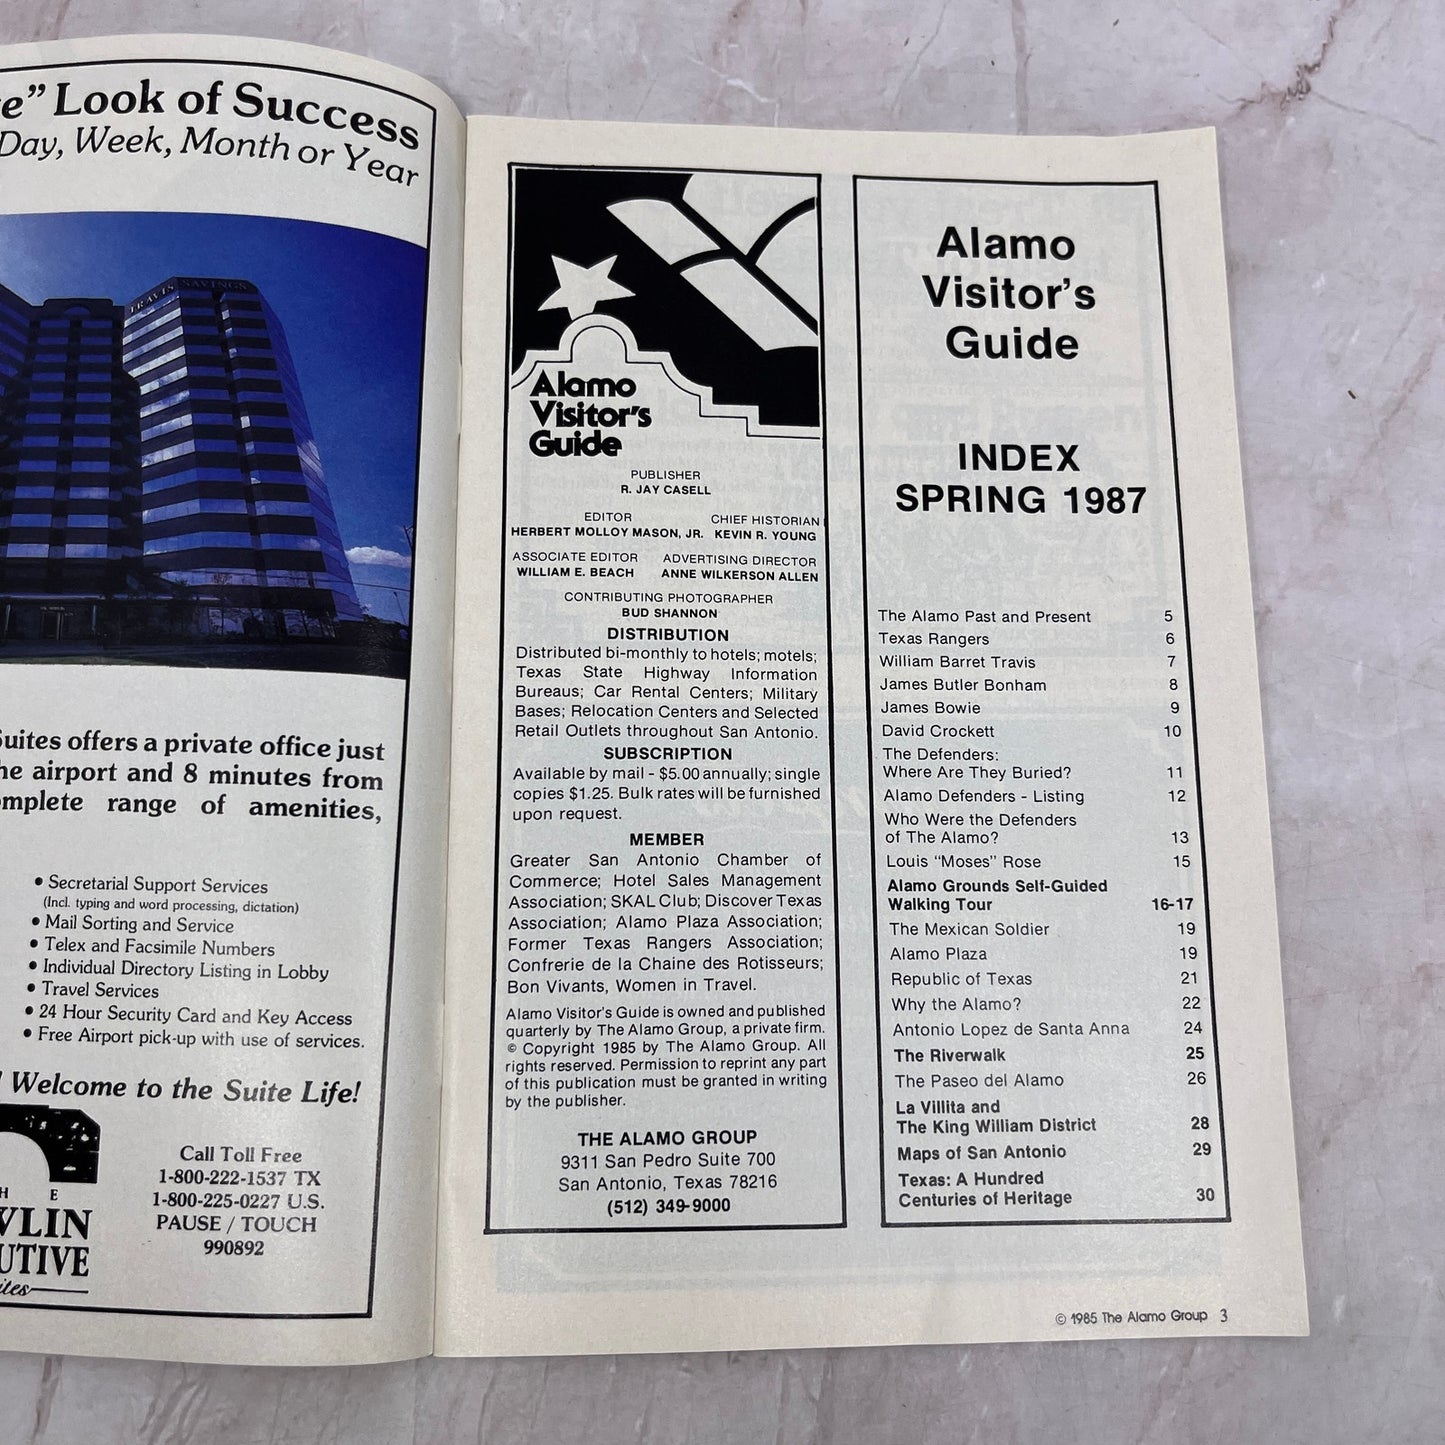 e” Look of Success
Day, Week, Month or Year
TRAVIS SAVINGS
Suites offers a private office just
he airport and 8 minutes from
mplete range of amenities,
• Secretarial Support Services
(Incl. typing and word processing, dictation)
• Mail Sorting and Service
• Telex and Facsimile Numbers
• Individual Directory Listing in Lobby
• Travel Services
• 24 Hour Security Card and Key Access
• Free Airport pick-up with use of services.
Welcome to the Suite Life!
H E
WLIN
UTIVE
ites
Call Toll Free
1-800-222-1537 TX
1-800-225-0227 U.S.
PAUSE / TOUCH
990892
Alamo
Visitor's
Guide
PUBLISHER
R. JAY CASELL
EDITOR CHIEF HISTORIAN
HERBERT MOLLOY MASON, JR. KEVIN R. YOUNG
ASSOCIATE EDITOR ADVERTISING DIRECTOR
WILLIAM E. BEACH ANNE WILKERSON ALLEN
CONTRIBUTING PHOTOGRAPHER
BUD SHANNON
DISTRIBUTION
Distributed bi-monthly to hotels; motels;
Texas State Highway Information
Bureaus; Car Rental Centers; Military
Bases; Relocation Centers and Selected
Retail Outlets throughout San Antonio.
SUBSCRIPTION
Available by mail - $5.00 annually; single
copies $1.25. Bulk rates will be furnished
upon request.
MEMBER
Greater San Antonio Chamber of
Commerce; Hotel Sales Management
Association; SKAL Club; Discover Texas
Association; Alamo Plaza Association;
Former Texas Rangers Association;
Confrerie de la Chaine des Rotisseurs;
Bon Vivants, Women in Travel.
Alamo Visitor's Guide is owned and published
quarterly by The Alamo Group, a private firm.
© Copyright 1985 by The Alamo Group. All
rights reserved. Permission to reprint any part
of this publication must be granted in writing
by the publisher.
THE ALAMO GROUP
9311 San Pedro Suite 700
San Antonio, Texas 78216
(512) 349-9000
Alamo
Visitor's
Guide
INDEX
SPRING 1987
The Alamo Past and Present 5
Texas Rangers 6
William Barret Travis 7
James Butler Bonham 8
James Bowie 9
David Crockett 10
The Defenders:
Where Are They Buried? 11
Alamo Defenders - Listing 12
Who Were the Defenders
of The Alamo? 13
Louis “Moses” Rose 15
Alamo Grounds Self-Guided
Walking Tour 16-17
The Mexican Soldier 19
Alamo Plaza 19
Republic of Texas 21
Why the Alamo? 22
Antonio Lopez de Santa Anna 24
The Riverwalk 25
The Paseo del Alamo 26
La Villita and
The King William District 28
Maps of San Antonio 29
Texas: A Hundred
Centuries of Heritage 30
© 1985 The Alamo Group 3